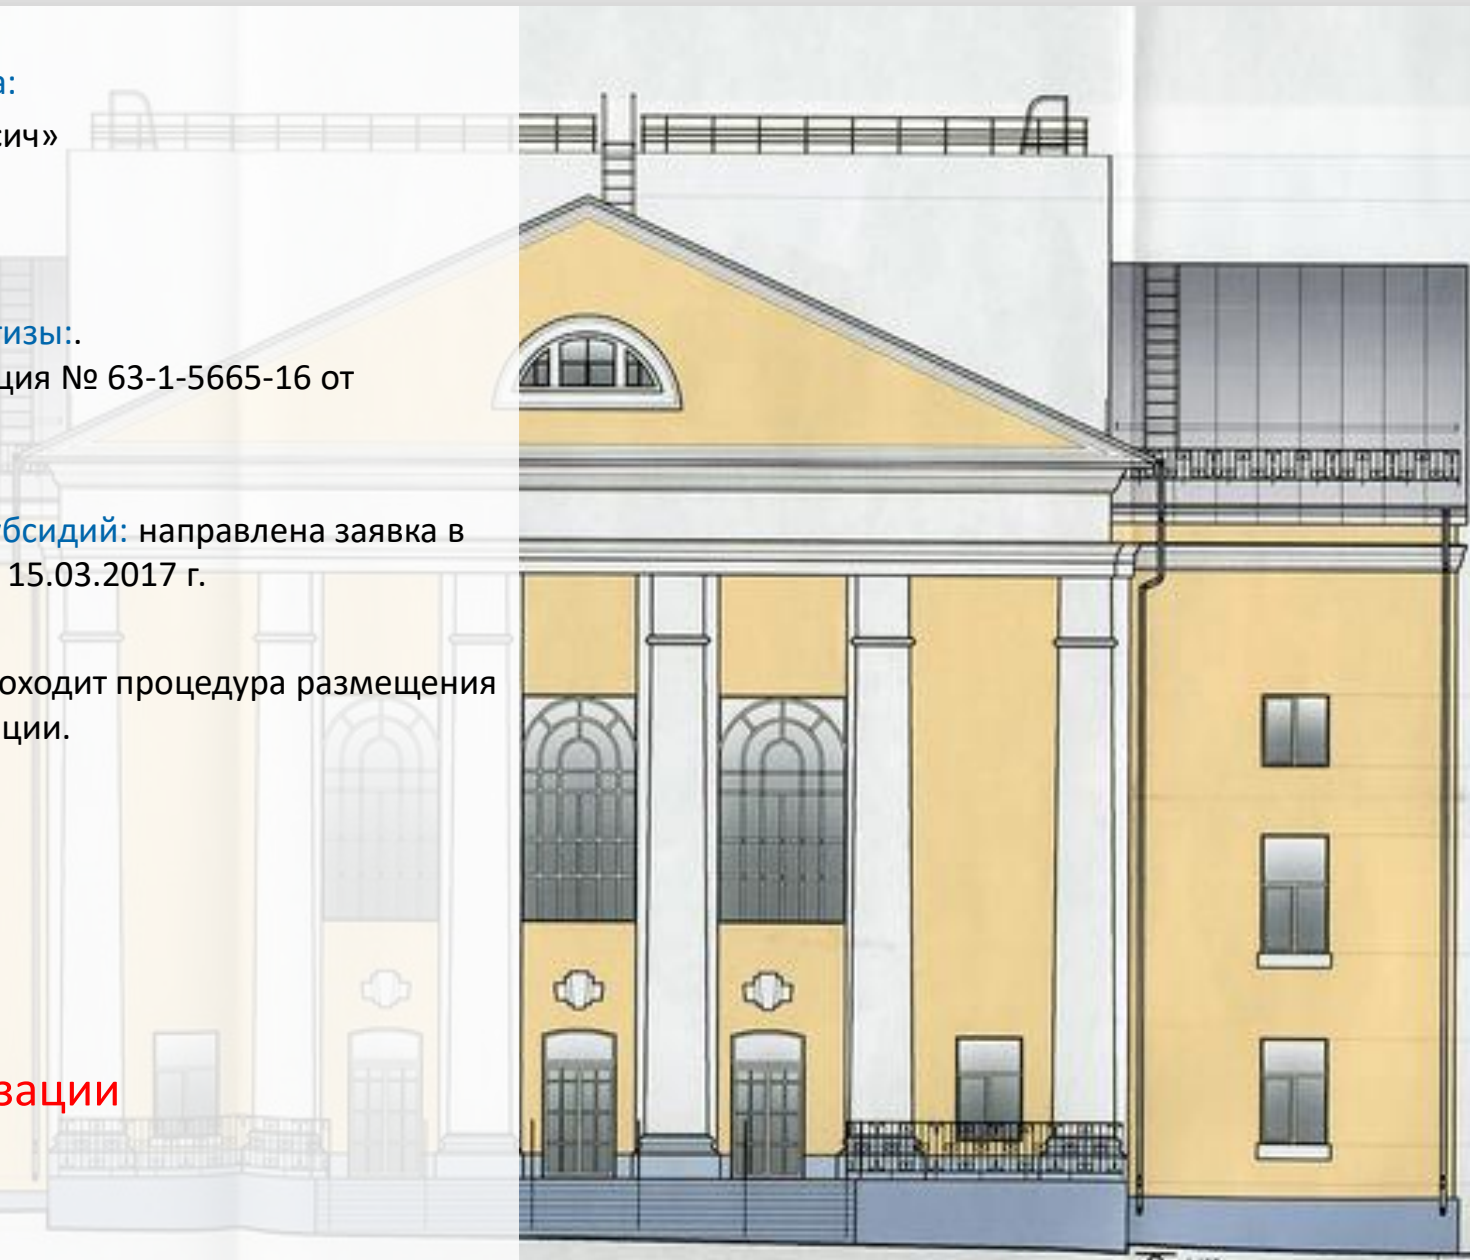 а:
сич»
тизы:.
ция № 63-1-5665-16 от
бсидий: направлена заявка в
15.03.2017 г.
оходит процедура размещения
ции.
зации